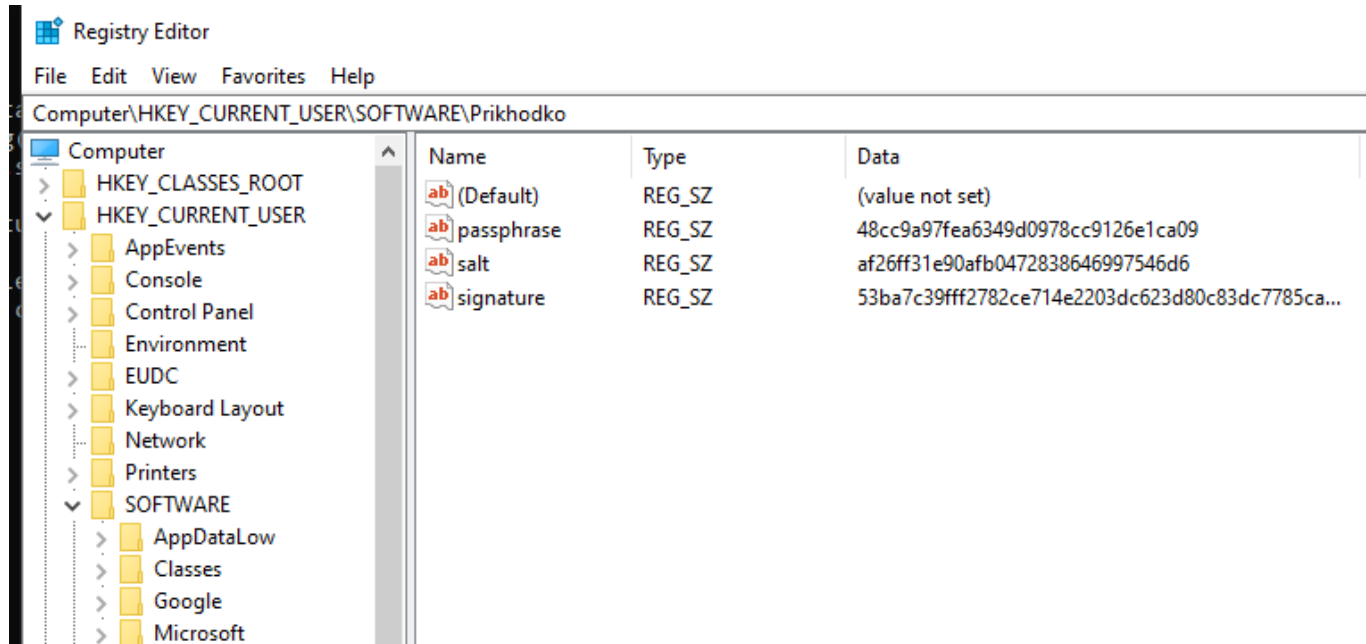 Registry Editor
File Edit View Favorites Help
Computer\HKEY_CURRENT_USER\SOFTWARE\Prikhodko
Computer
HKEY_CLASSES_ROOT
HKEY_CURRENT_USER
AppEvents
Console
Control Panel
Environment
EUDC
Keyboard Layout
Network
Printers
SOFTWARE
AppDataLow
Classes
Google
Microsoft
Name Type Data
(Default) REG_SZ (value not set)
passphrase REG_SZ 48cc9a97fea6349d0978cc9126e1ca09
salt REG_SZ af26ff31e90afb0472838646997546d6
signature REG_SZ 53ba7c39fff2782ce714e2203dc623d80c83dc7785ca...